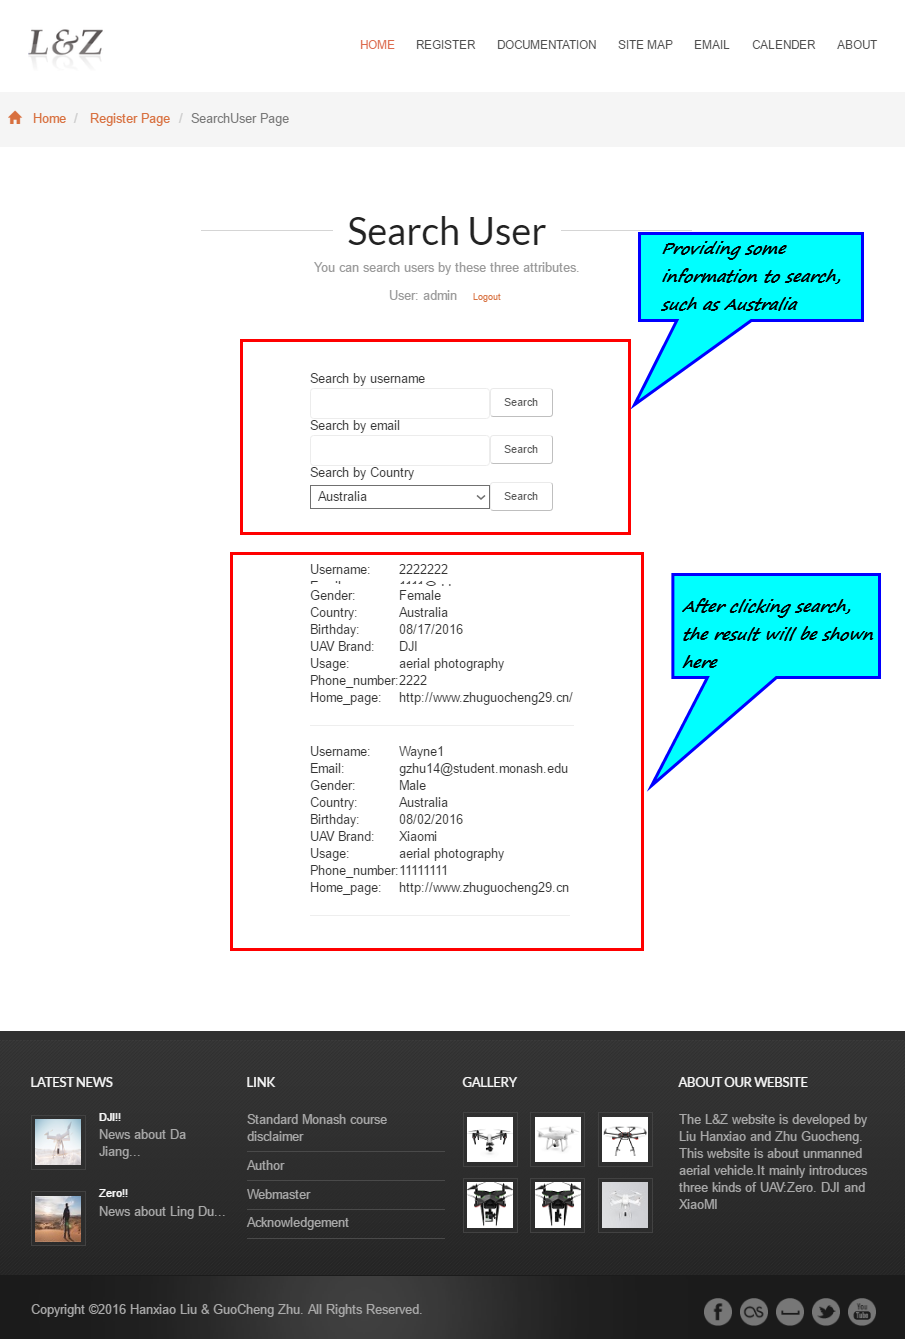 L&Z
HOME REGISTER DOCUMENTATION SITE MAP EMAIL CALENDER ABOUT
Home / Register Page / SearchUser Page
Search User
You can search users by these three attributes.
User: admin Logout
Providing some
information to search,
such as Australia
Search by username
Search
Search by email
Search
Search by Country
Australia Search
Username: 2222222
Gender: Female
Country: Australia
Birthday: 08/17/2016
UAV Brand: DJI
Usage: aerial photography
Phone_number:2222
Home_page: http://www.zhuguocheng29.cn/
After clicking search,
the result will be shown
here
Username: Wayne1
Email: gzhu14@student.monash.edu
Gender: Male
Country: Australia
Birthday: 08/02/2016
UAV Brand: Xiaomi
Usage: aerial photography
Phone_number:11111111
Home_page: http://www.zhuguocheng29.cn
LATEST NEWS
DJI!!
News about Da
Jiang...
Zero!!
News about Ling Du...
LINK
Standard Monash course
disclaimer
Author
Webmaster
Acknowledgement
GALLERY
ABOUT OUR WEBSITE
The L&Z website is developed by
Liu Hanxiao and Zhu Guocheng.
This website is about unmanned
aerial vehicle.It mainly introduces
three kinds of UAV:Zero. DJI and
XiaoMI
Copyright ©2016 Hanxiao Liu & GuoCheng Zhu. All Rights Reserved.
You
Tube